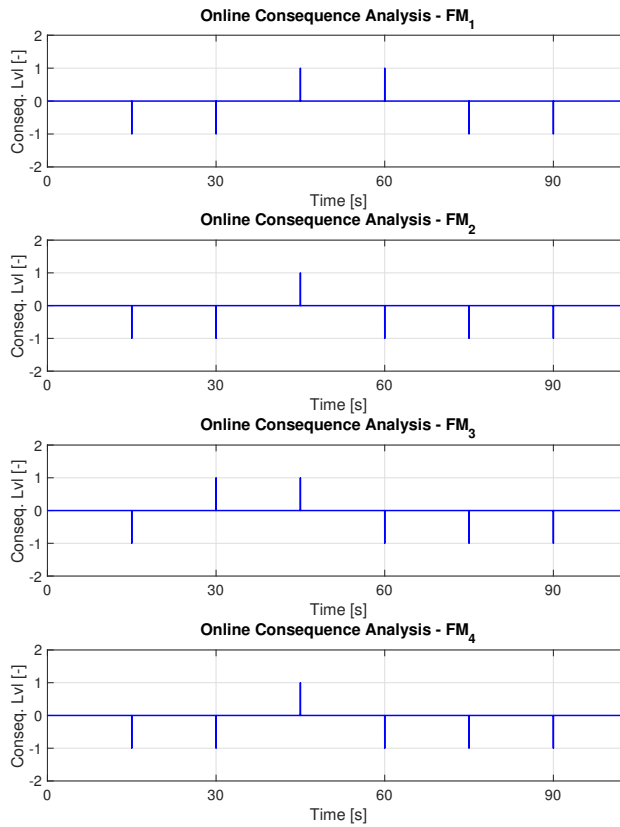 Online Consequence Analysis - FM1
2
1
0
-1
-2
Conseq. Lvl [-]
0 30 60 90
Time [s]
Online Consequence Analysis - FM2
2
1
0
-1
-2
Conseq. Lvl [-]
0 30 60 90
Time [s]
Online Consequence Analysis - FM3
2
1
0
-1
-2
Conseq. Lvl [-]
0 30 60 90
Time [s]
Online Consequence Analysis - FM4
2
1
0
-1
-2
Conseq. Lvl [-]
0 30 60 90
Time [s]